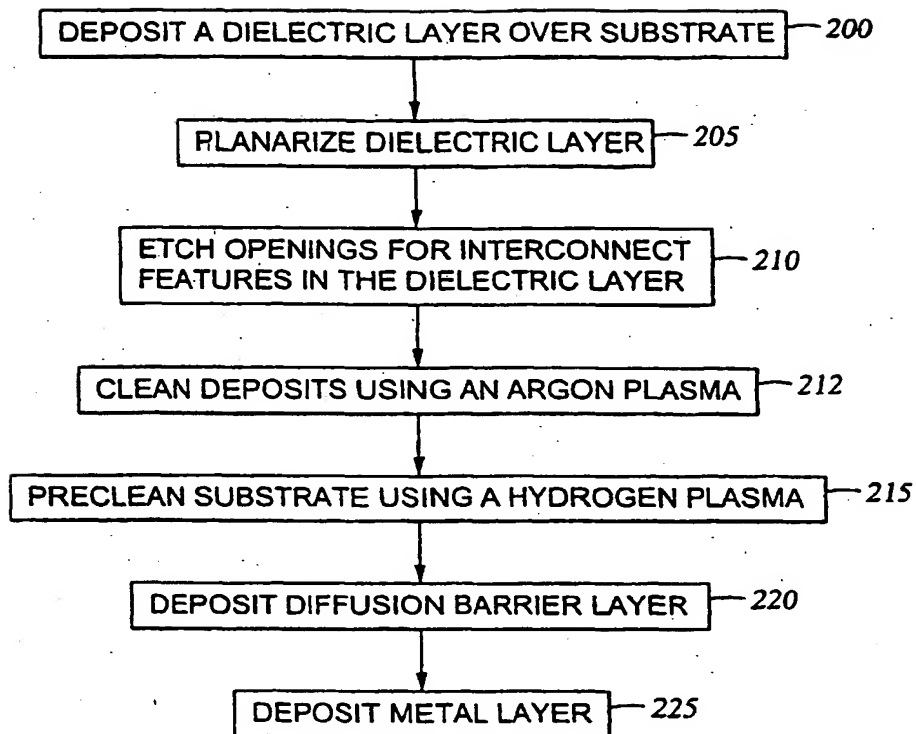 DEPOSIT A DIELECTRIC LAYER OVER SUBSTRATE 200
PLANARIZE DIELECTRIC LAYER 205
ETCH OPENINGS FOR INTERCONNECT
FEATURES IN THE DIELECTRIC LAYER 210
CLEAN DEPOSITS USING AN ARGON PLASMA 212
PRECLEAN SUBSTRATE USING A HYDROGEN PLASMA 215
DEPOSIT DIFFUSION BARRIER LAYER 220
DEPOSIT METAL LAYER 225